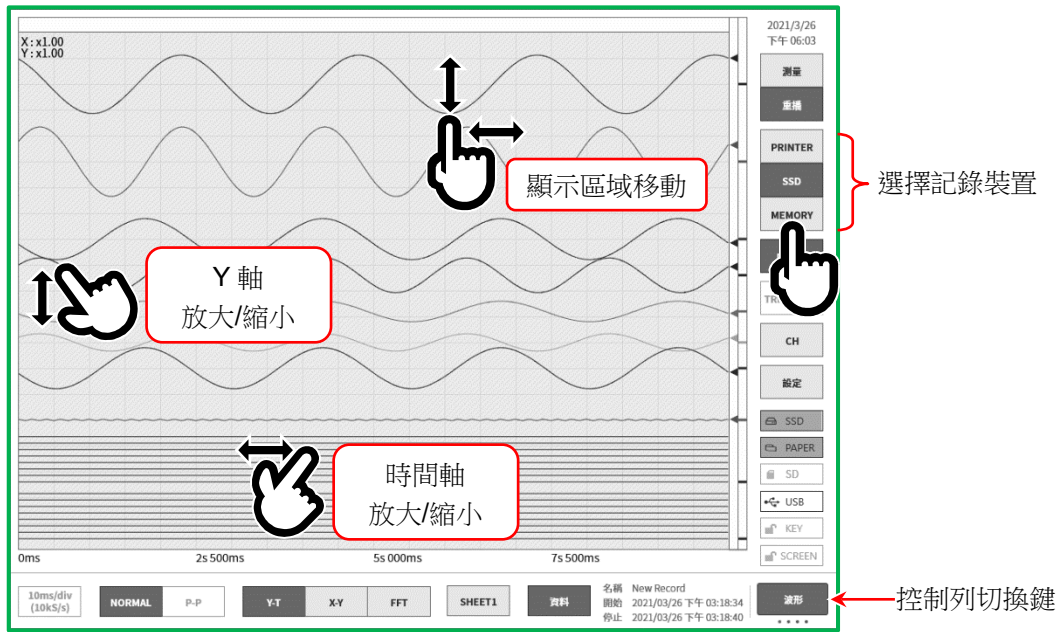 X: x1.00
Y: x1.00
2021/3/26
下午 06:03
測量
重播
PRINTER
SSD
MEMORY
選擇記錄裝置
顯示區域移動
Y 軸
放大/縮小
CH
設定
SSD
PAPER
SD
USB
KEY
SCREEN
時間軸
放大/縮小
0ms
2s 500ms
5s 000ms
7s 500ms
10ms/div
(10kS/s)
NORMAL
P-P
Y-T
X-Y
FFT
SHEET1
資料
名稱 New Record
開始 2021/03/26 下午 03:18:34
停止 2021/03/26 下午 03:18:40
波形
控制列切換鍵